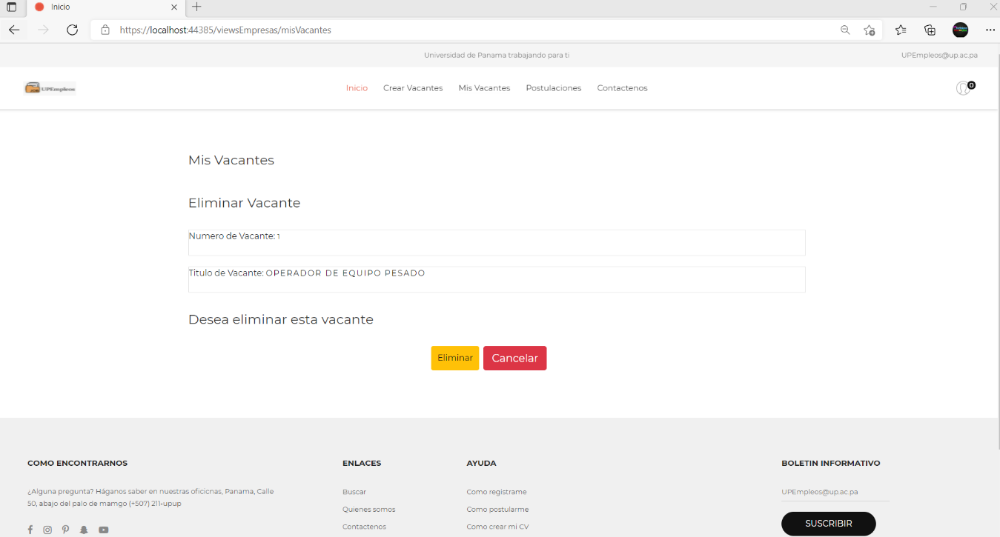 Inicio
https://localhost:44385/viewsEmpresas/misVacantes
Universidad de Panama trabajando para ti
UPEmpleos@up.ac.pa
UPEmpleos
Inicio Crear Vacantes Mis Vacantes Postulaciones Contactenos
0
Mis Vacantes
Eliminar Vacante
Numero de Vacante: 1
Titulo de Vacante: OPERADOR DE EQUIPO PESADO
Desea eliminar esta vacante
Eliminar Cancelar
COMO ENCONTRARNOS
¿Alguna pregunta? Háganos saber en nuestras oficicnas, Panama, Calle
50, abajo del palo de mamgo (+507) 211-upup
ENLACES
Buscar
Quienes somos
Contactenos
AYUDA
Como registrame
Como postularme
Como crear mi CV
BOLETIN INFORMATIVO
UPEmpleos@up.ac.pa
SUSCRIBIR